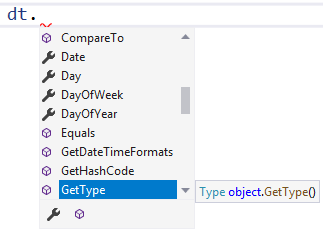 dt.
CompareTo
Date
Day
DayOfWeek
DayOfYear
Equals
GetDateTimeFormats
GetHashCode
GetType
Type object.GetType()